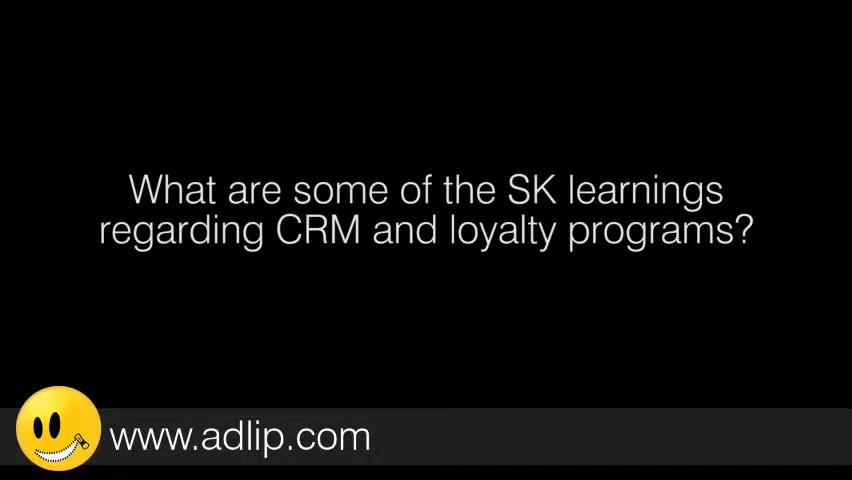 What are some of the SK learnings
regarding CRM and loyalty programs?
www.adlip.com